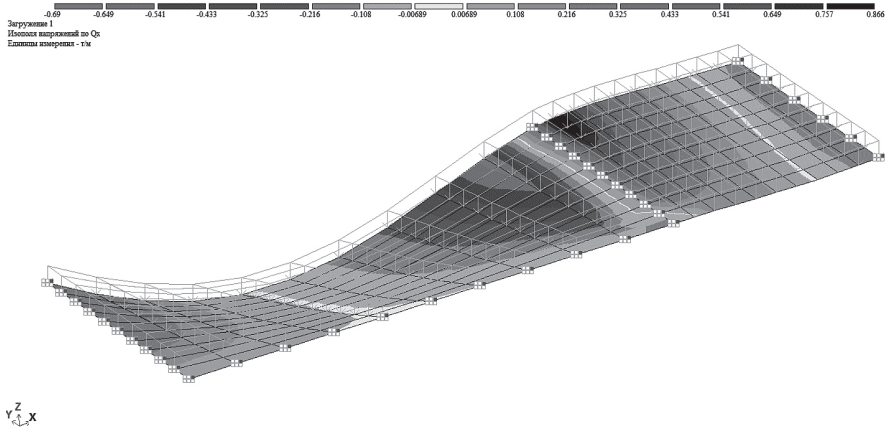 -0.69 -0.649 -0.541 -0.433 -0.325 -0.216 -0.108 -0.00689 0.00689 0.108 0.216 0.325 0.433 0.541 0.649 0.757 0.866
Загружение 1
Изополя напряжений по Qx
Единицы измерения - т/м
Z
Y X